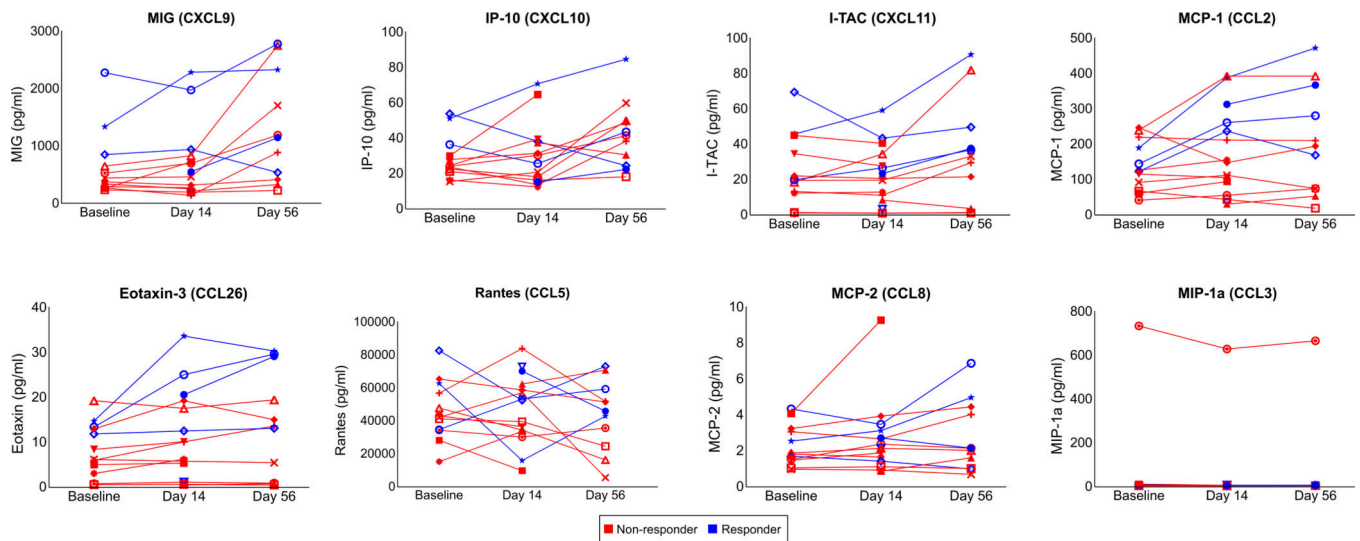 MIG (CXCL9)
3000
2000
1000
0
MIG (pg/ml)
Baseline
Day 14
Day 56
IP-10 (CXCL10)
100
80
60
40
20
0
IP-10 (pg/ml)
Baseline
Day 14
Day 56
I-TAC (CXCL11)
100
80
60
40
20
0
I-TAC (pg/ml)
Baseline
Day 14
Day 56
MCP-1 (CCL2)
500
400
300
200
100
0
MCP-1 (pg/ml)
Baseline
Day 14
Day 56
Eotaxin-3 (CCL26)
40
30
20
10
0
Eotaxin (pg/ml)
Baseline
Day 14
Day 56
Rantes (CCL5)
100000
80000
60000
40000
20000
0
Rantes (pg/ml)
Baseline
Day 14
Day 56
MCP-2 (CCL8)
10
8
6
4
2
0
MCP-2 (pg/ml)
Baseline
Day 14
Day 56
MIP-1a (CCL3)
800
600
400
200
0
MIP-1a (pg/ml)
Baseline
Day 14
Day 56
Non-responder
Responder